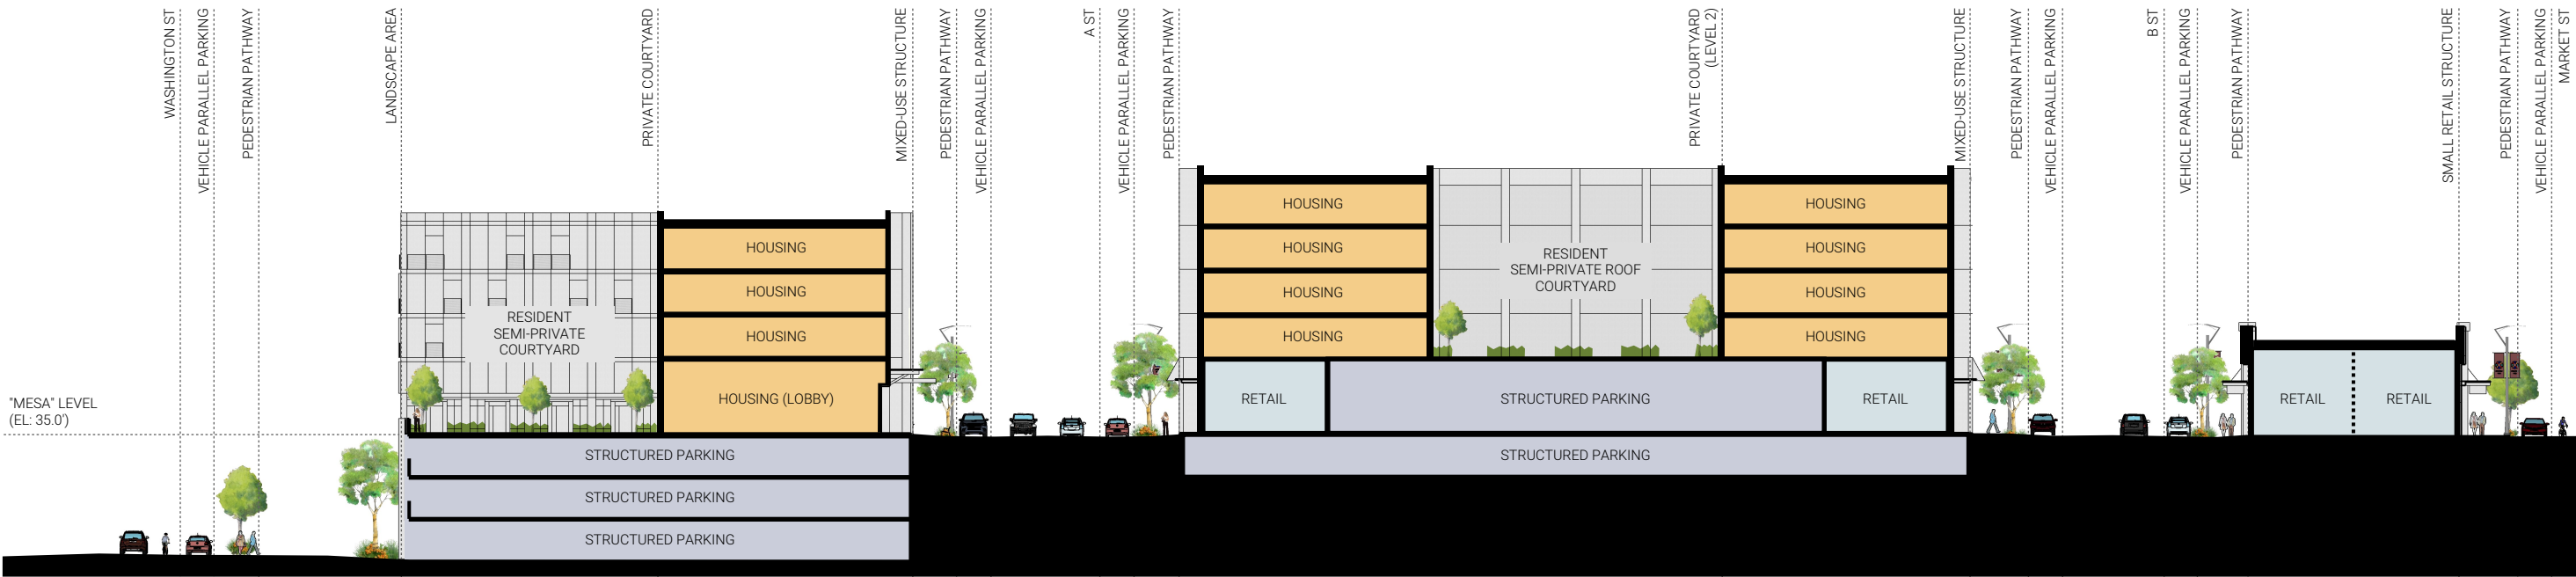 WASHINGTON ST
VEHICLE PARALLEL PARKING
PEDESTRIAN PATHWAY
LANDSCAPE AREA
PRIVATE COURTYARD
MIXED-USE STRUCTURE
PEDESTRIAN PATHWAY
VEHICLE PARALLEL PARKING
A ST
VEHICLE PARALLEL PARKING
PEDESTRIAN PATHWAY
PRIVATE COURTYARD
(LEVEL 2)
MIXED-USE STRUCTURE
PEDESTRIAN PATHWAY
VEHICLE PARALLEL PARKING
B ST
VEHICLE PARALLEL PARKING
PEDESTRIAN PATHWAY
SMALL RETAIL STRUCTURE
PEDESTRIAN PATHWAY
VEHICLE PARALLEL PARKING
MARKET ST
"MESA" LEVEL
(EL: 35.0')
RESIDENT
SEMI-PRIVATE
COURTYARD
HOUSING
HOUSING
HOUSING
HOUSING (LOBBY)
STRUCTURED PARKING
STRUCTURED PARKING
STRUCTURED PARKING
HOUSING
HOUSING
HOUSING
HOUSING
RESIDENT
SEMI-PRIVATE ROOF
COURTYARD
HOUSING
HOUSING
HOUSING
HOUSING
RETAIL
STRUCTURED PARKING
RETAIL
STRUCTURED PARKING
RETAIL
RETAIL